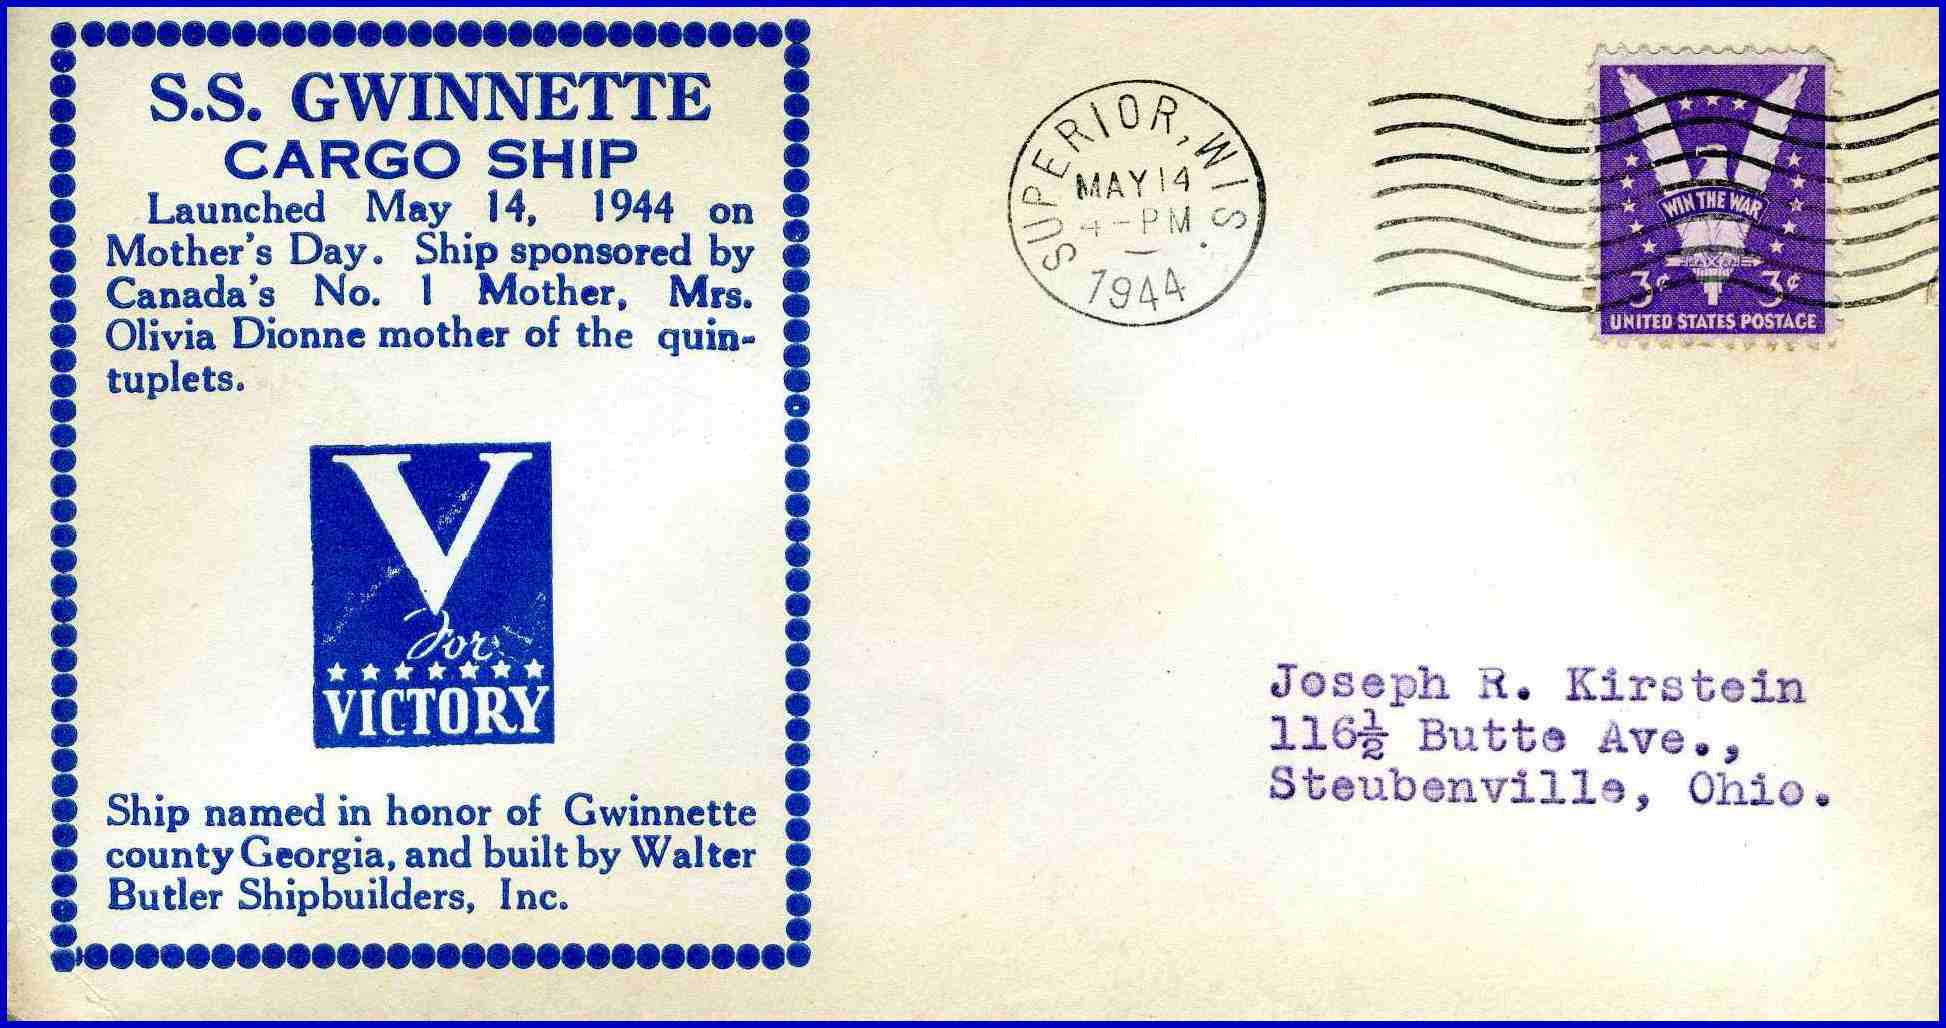 S.S. GWINNETTE
CARGO SHIP
Launched May 14, 1944 on
Mother's Day. Ship sponsored by
Canada's No. 1 Mother, Mrs.
Olivia Dionne mother of the quin-
tuplets.
V
for
VICTORY
Ship named in honor of Gwinnette
county Georgia, and built by Walter
Butler Shipbuilders, Inc.
SUPERIOR, WIS.
MAY 14
4-PM
1944
WIN THE WAR
3¢ 3¢
UNITED STATES POSTAGE
Joseph R. Kirstein
116½ Butte Ave.,
Steubenville, Ohio.